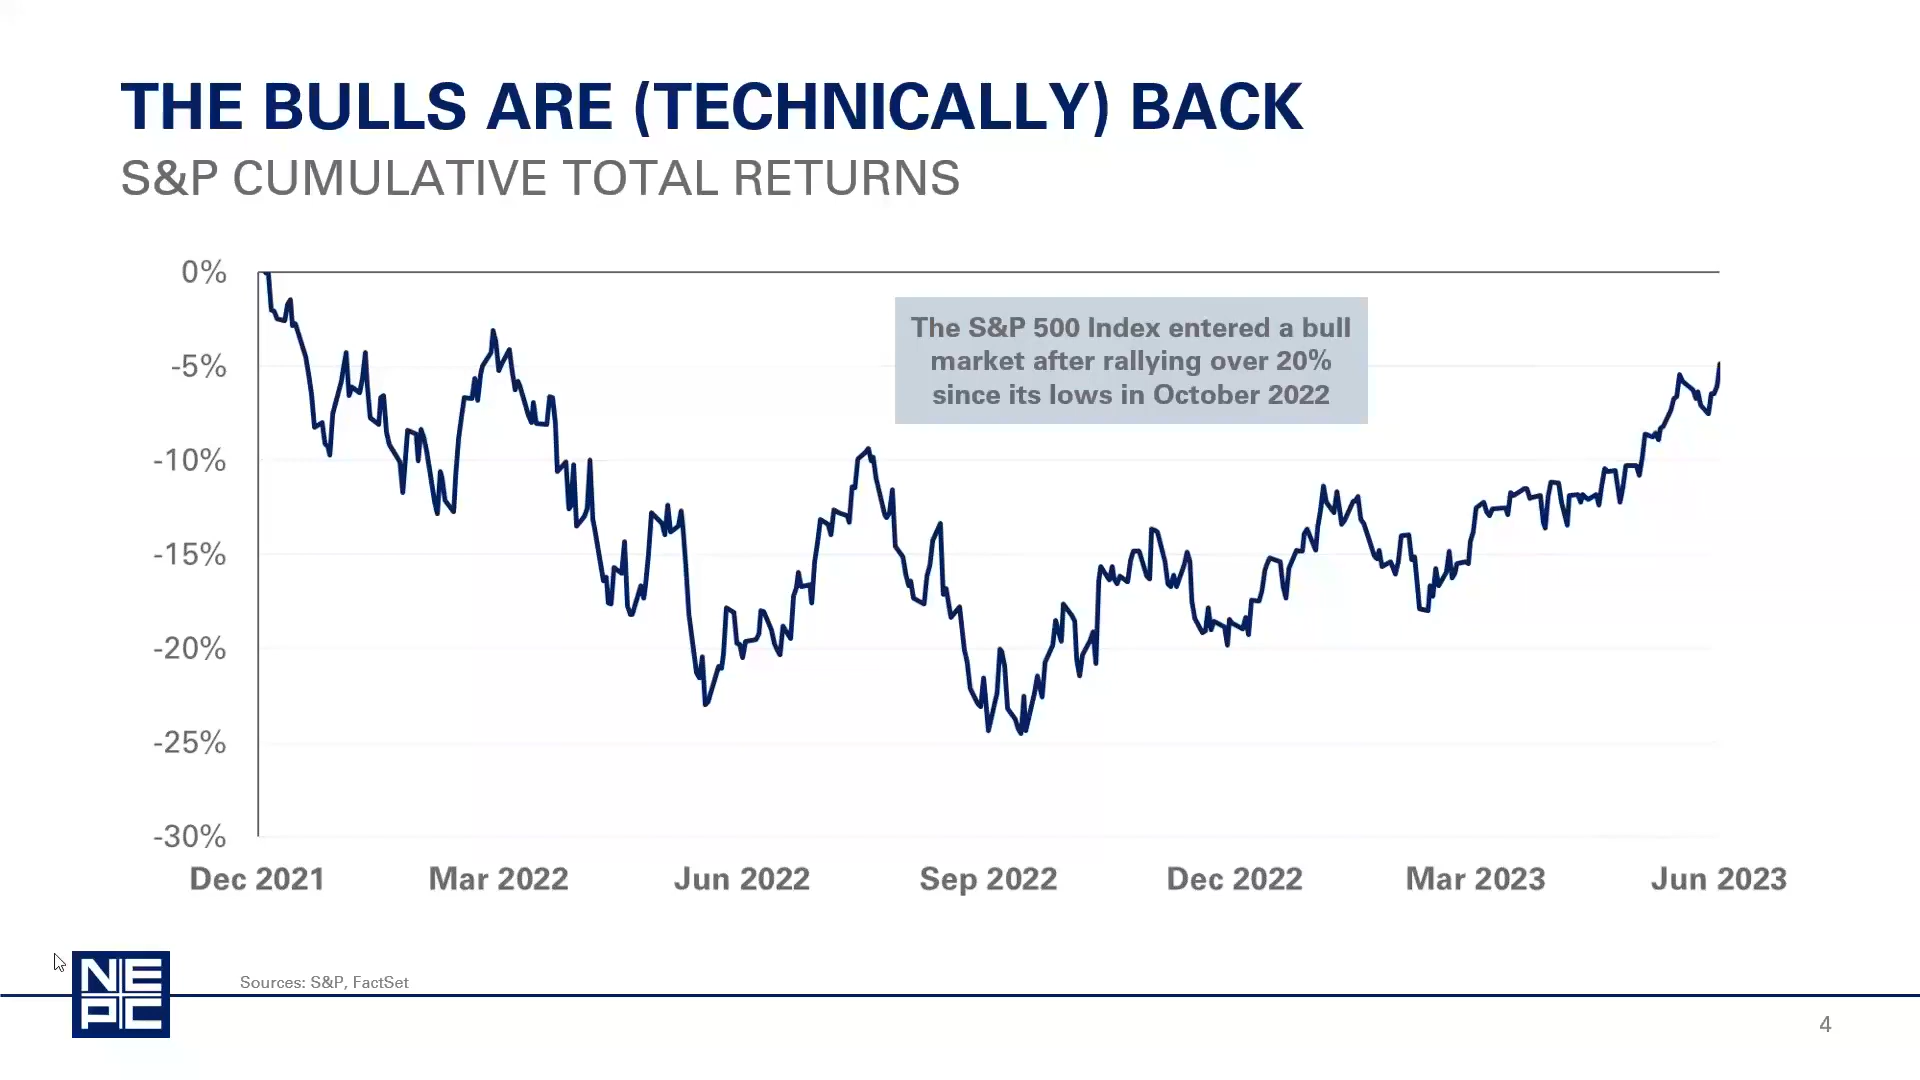 THE BULLS ARE (TECHNICALLY) BACK
S&P CUMULATIVE TOTAL RETURNS
0%
-5%
-10%
-15%
-20%
-25%
-30%
The S&P 500 Index entered a bull
market after rallying over 20%
since its lows in October 2022
Dec 2021 Mar 2022 Jun 2022 Sep 2022 Dec 2022 Mar 2023 Jun 2023
NE
PC
Sources: S&P, FactSet
4